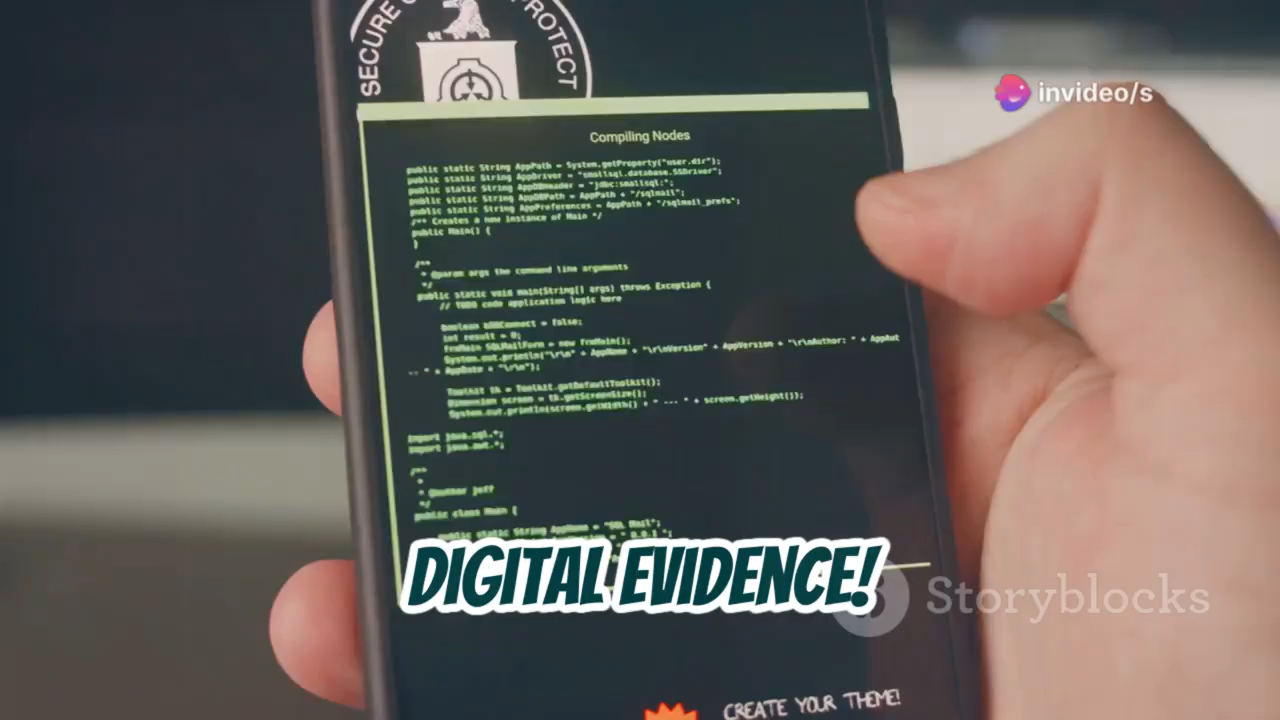 SECURE PROTECT
invideo/s
Compiling Nodes
public static String AppPath = System.getProperty("user.dir");
public static String AppDriver = "smallsql.database.SSDriver";
public static String AppDBHeader = "jdbc:smallsql:";
public static String AppDBPath = AppPath + "/sqlmail";
public static String AppPreferences = AppPath + "/sqlmail_prefs";
/** Creates a new instance of Main */
public Main() {
}
/**
* @param args the command line arguments
*/
public static void main(String[] args) throws Exception {
// TODO code application logic here
boolean bDBConnect = false;
int result = 0;
frmMain SQLMailForm = new frmMain();
System.out.println("\r\n" + AppName + "\r\nVersion" + AppVersion + "\r\nAuthor: " + AppAut
-- " + AppDate + "\r\n");
Toolkit tk = Toolkit.getDefaultToolkit();
Dimension screen = tk.getScreenSize();
System.out.println(screen.getWidth() + " --- " + screen.getHeight());
import java.sql.*;
import java.awt.*;
/**
*
* @author jeff
*/
public class Main {
public static String AppName = "SQL Mail";
DIGITAL EVIDENCE!
Storyblocks
CREATE YOUR THEME!